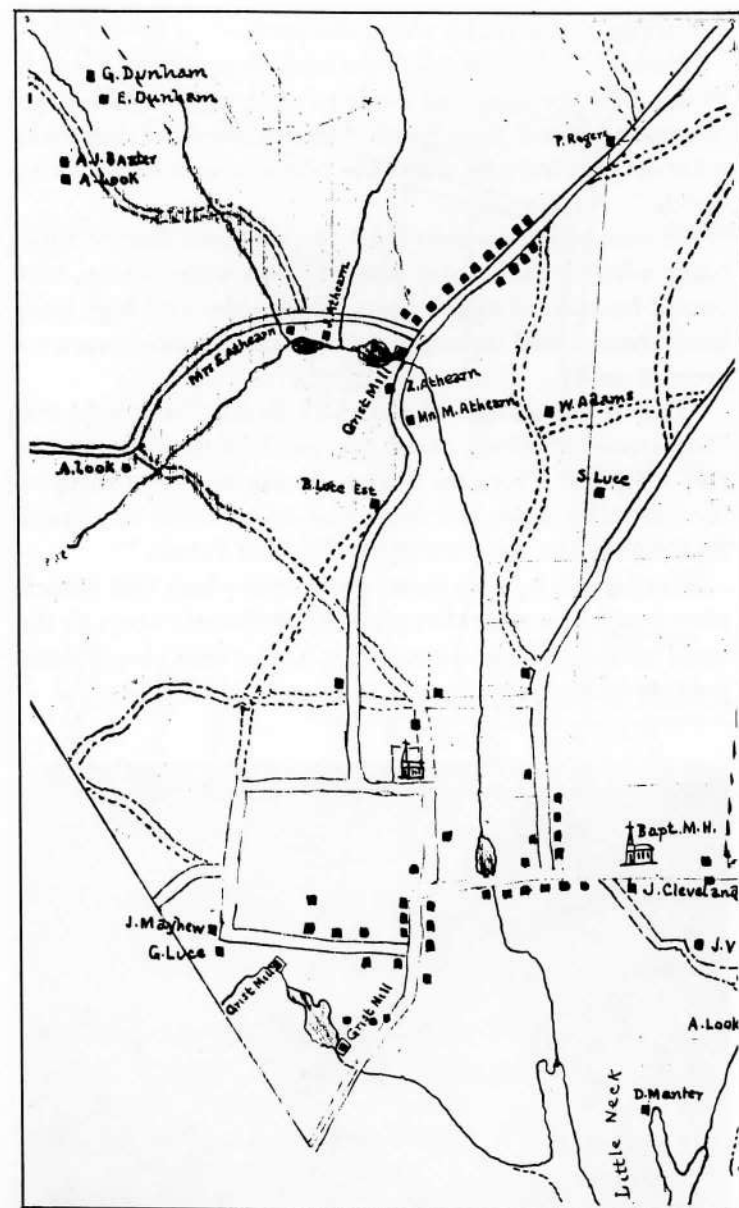 G. Dunham
E. Dunham
A.J. Baxter
A. Look
P. Rogers
J. Athearn
Mrs E. Athearn
Grist Mill
Z. Athearn
Hn. M. Athearn
W. Adams
A. Look
B. Luce Est
S. Luce
Bapt. M. H.
J. Cleveland
J. Mayhew
G. Luce
J. V
Grist Mill
Grist Mill
A. Look
D. Manter
Little Neck